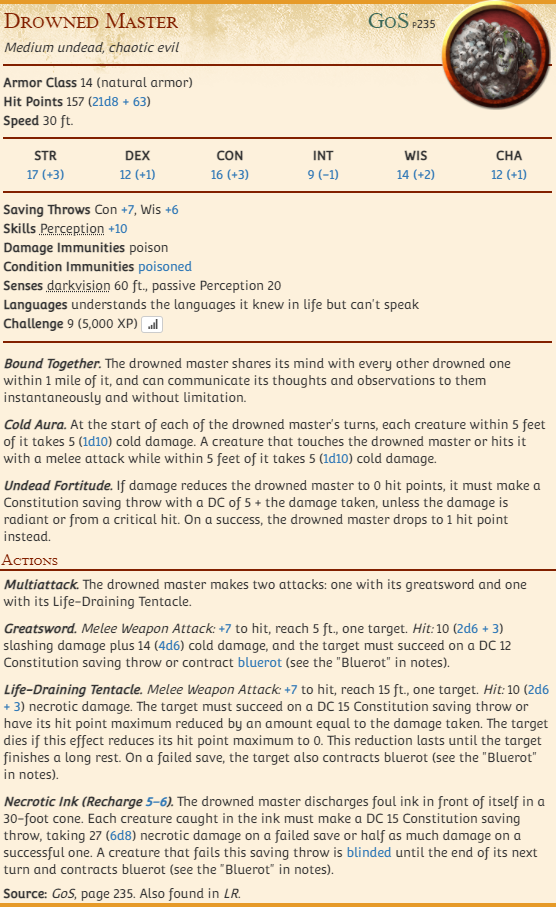 Drowned Master GoS p235
Medium undead, chaotic evil
Armor Class 14 (natural armor)
Hit Points 157 (21d8 + 63)
Speed 30 ft.
STR DEX CON INT WIS CHA
17 (+3) 12 (+1) 16 (+3) 9 (−1) 14 (+2) 12 (+1)
Saving Throws Con +7, Wis +6
Skills Perception +10
Damage Immunities poison
Condition Immunities poisoned
Senses darkvision 60 ft., passive Perception 20
Languages understands the languages it knew in life but can't speak
Challenge 9 (5,000 XP)
Bound Together. The drowned master shares its mind with every other drowned one
within 1 mile of it, and can communicate its thoughts and observations to them
instantaneously and without limitation.
Cold Aura. At the start of each of the drowned master's turns, each creature within 5 feet
of it takes 5 (1d10) cold damage. A creature that touches the drowned master or hits it
with a melee attack while within 5 feet of it takes 5 (1d10) cold damage.
Undead Fortitude. If damage reduces the drowned master to 0 hit points, it must make a
Constitution saving throw with a DC of 5 + the damage taken, unless the damage is
radiant or from a critical hit. On a success, the drowned master drops to 1 hit point
instead.
Actions
Multiattack. The drowned master makes two attacks: one with its greatsword and one
with its Life-Draining Tentacle.
Greatsword. Melee Weapon Attack: +7 to hit, reach 5 ft., one target. Hit: 10 (2d6 + 3)
slashing damage plus 14 (4d6) cold damage, and the target must succeed on a DC 12
Constitution saving throw or contract bluerot (see the "Bluerot" in notes).
Life-Draining Tentacle. Melee Weapon Attack: +7 to hit, reach 15 ft., one target. Hit: 10 (2d6
+ 3) necrotic damage. The target must succeed on a DC 15 Constitution saving throw or
have its hit point maximum reduced by an amount equal to the damage taken. The target
dies if this effect reduces its hit point maximum to 0. This reduction lasts until the target
finishes a long rest. On a failed save, the target also contracts bluerot (see the "Bluerot"
in notes).
Necrotic Ink (Recharge 5–6). The drowned master discharges foul ink in front of itself in a
30-foot cone. Each creature caught in the ink must make a DC 15 Constitution saving
throw, taking 27 (6d8) necrotic damage on a failed save or half as much damage on a
successful one. A creature that fails this saving throw is blinded until the end of its next
turn and contracts bluerot (see the "Bluerot" in notes).
Source: GoS, page 235. Also found in LR.